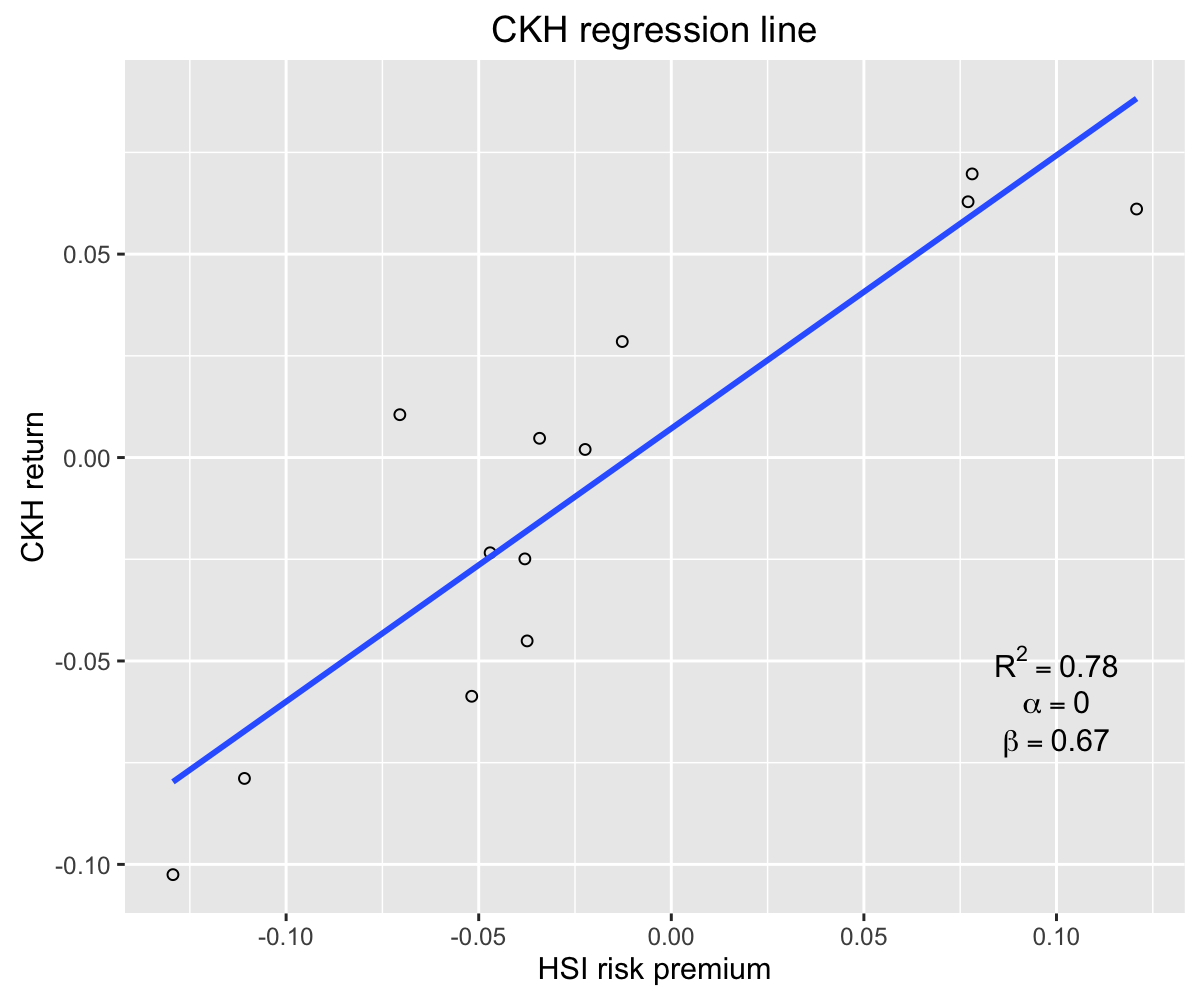 CKH regression line
CKH return
0.05
0.00
-0.05
-0.10
R² = 0.78
α = 0
β = 0.67
-0.10 -0.05 0.00 0.05 0.10
HSI risk premium